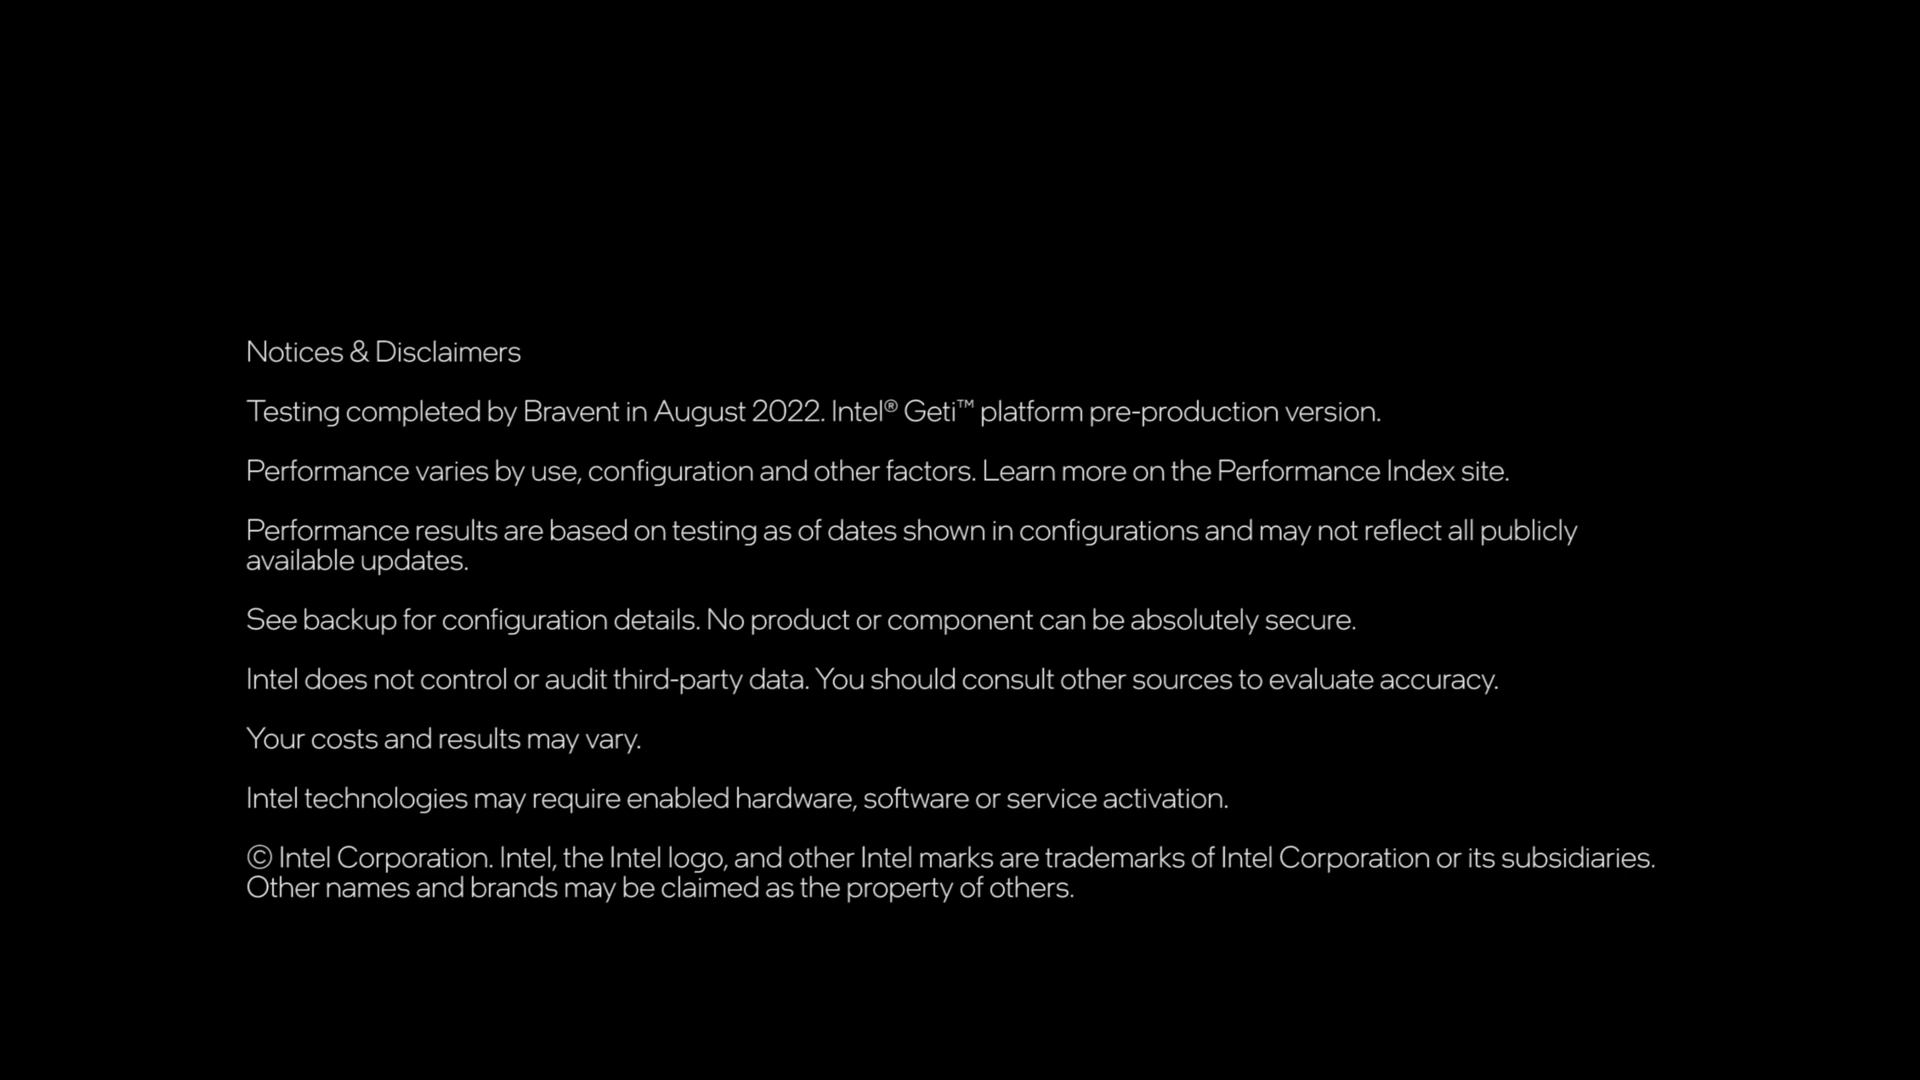 Notices & Disclaimers
Testing completed by Bravent in August 2022. Intel® Geti™ platform pre-production version.
Performance varies by use, configuration and other factors. Learn more on the Performance Index site.
Performance results are based on testing as of dates shown in configurations and may not reflect all publicly
available updates.
See backup for configuration details. No product or component can be absolutely secure.
Intel does not control or audit third-party data. You should consult other sources to evaluate accuracy.
Your costs and results may vary.
Intel technologies may require enabled hardware, software or service activation.
© Intel Corporation. Intel, the Intel logo, and other Intel marks are trademarks of Intel Corporation or its subsidiaries.
Other names and brands may be claimed as the property of others.